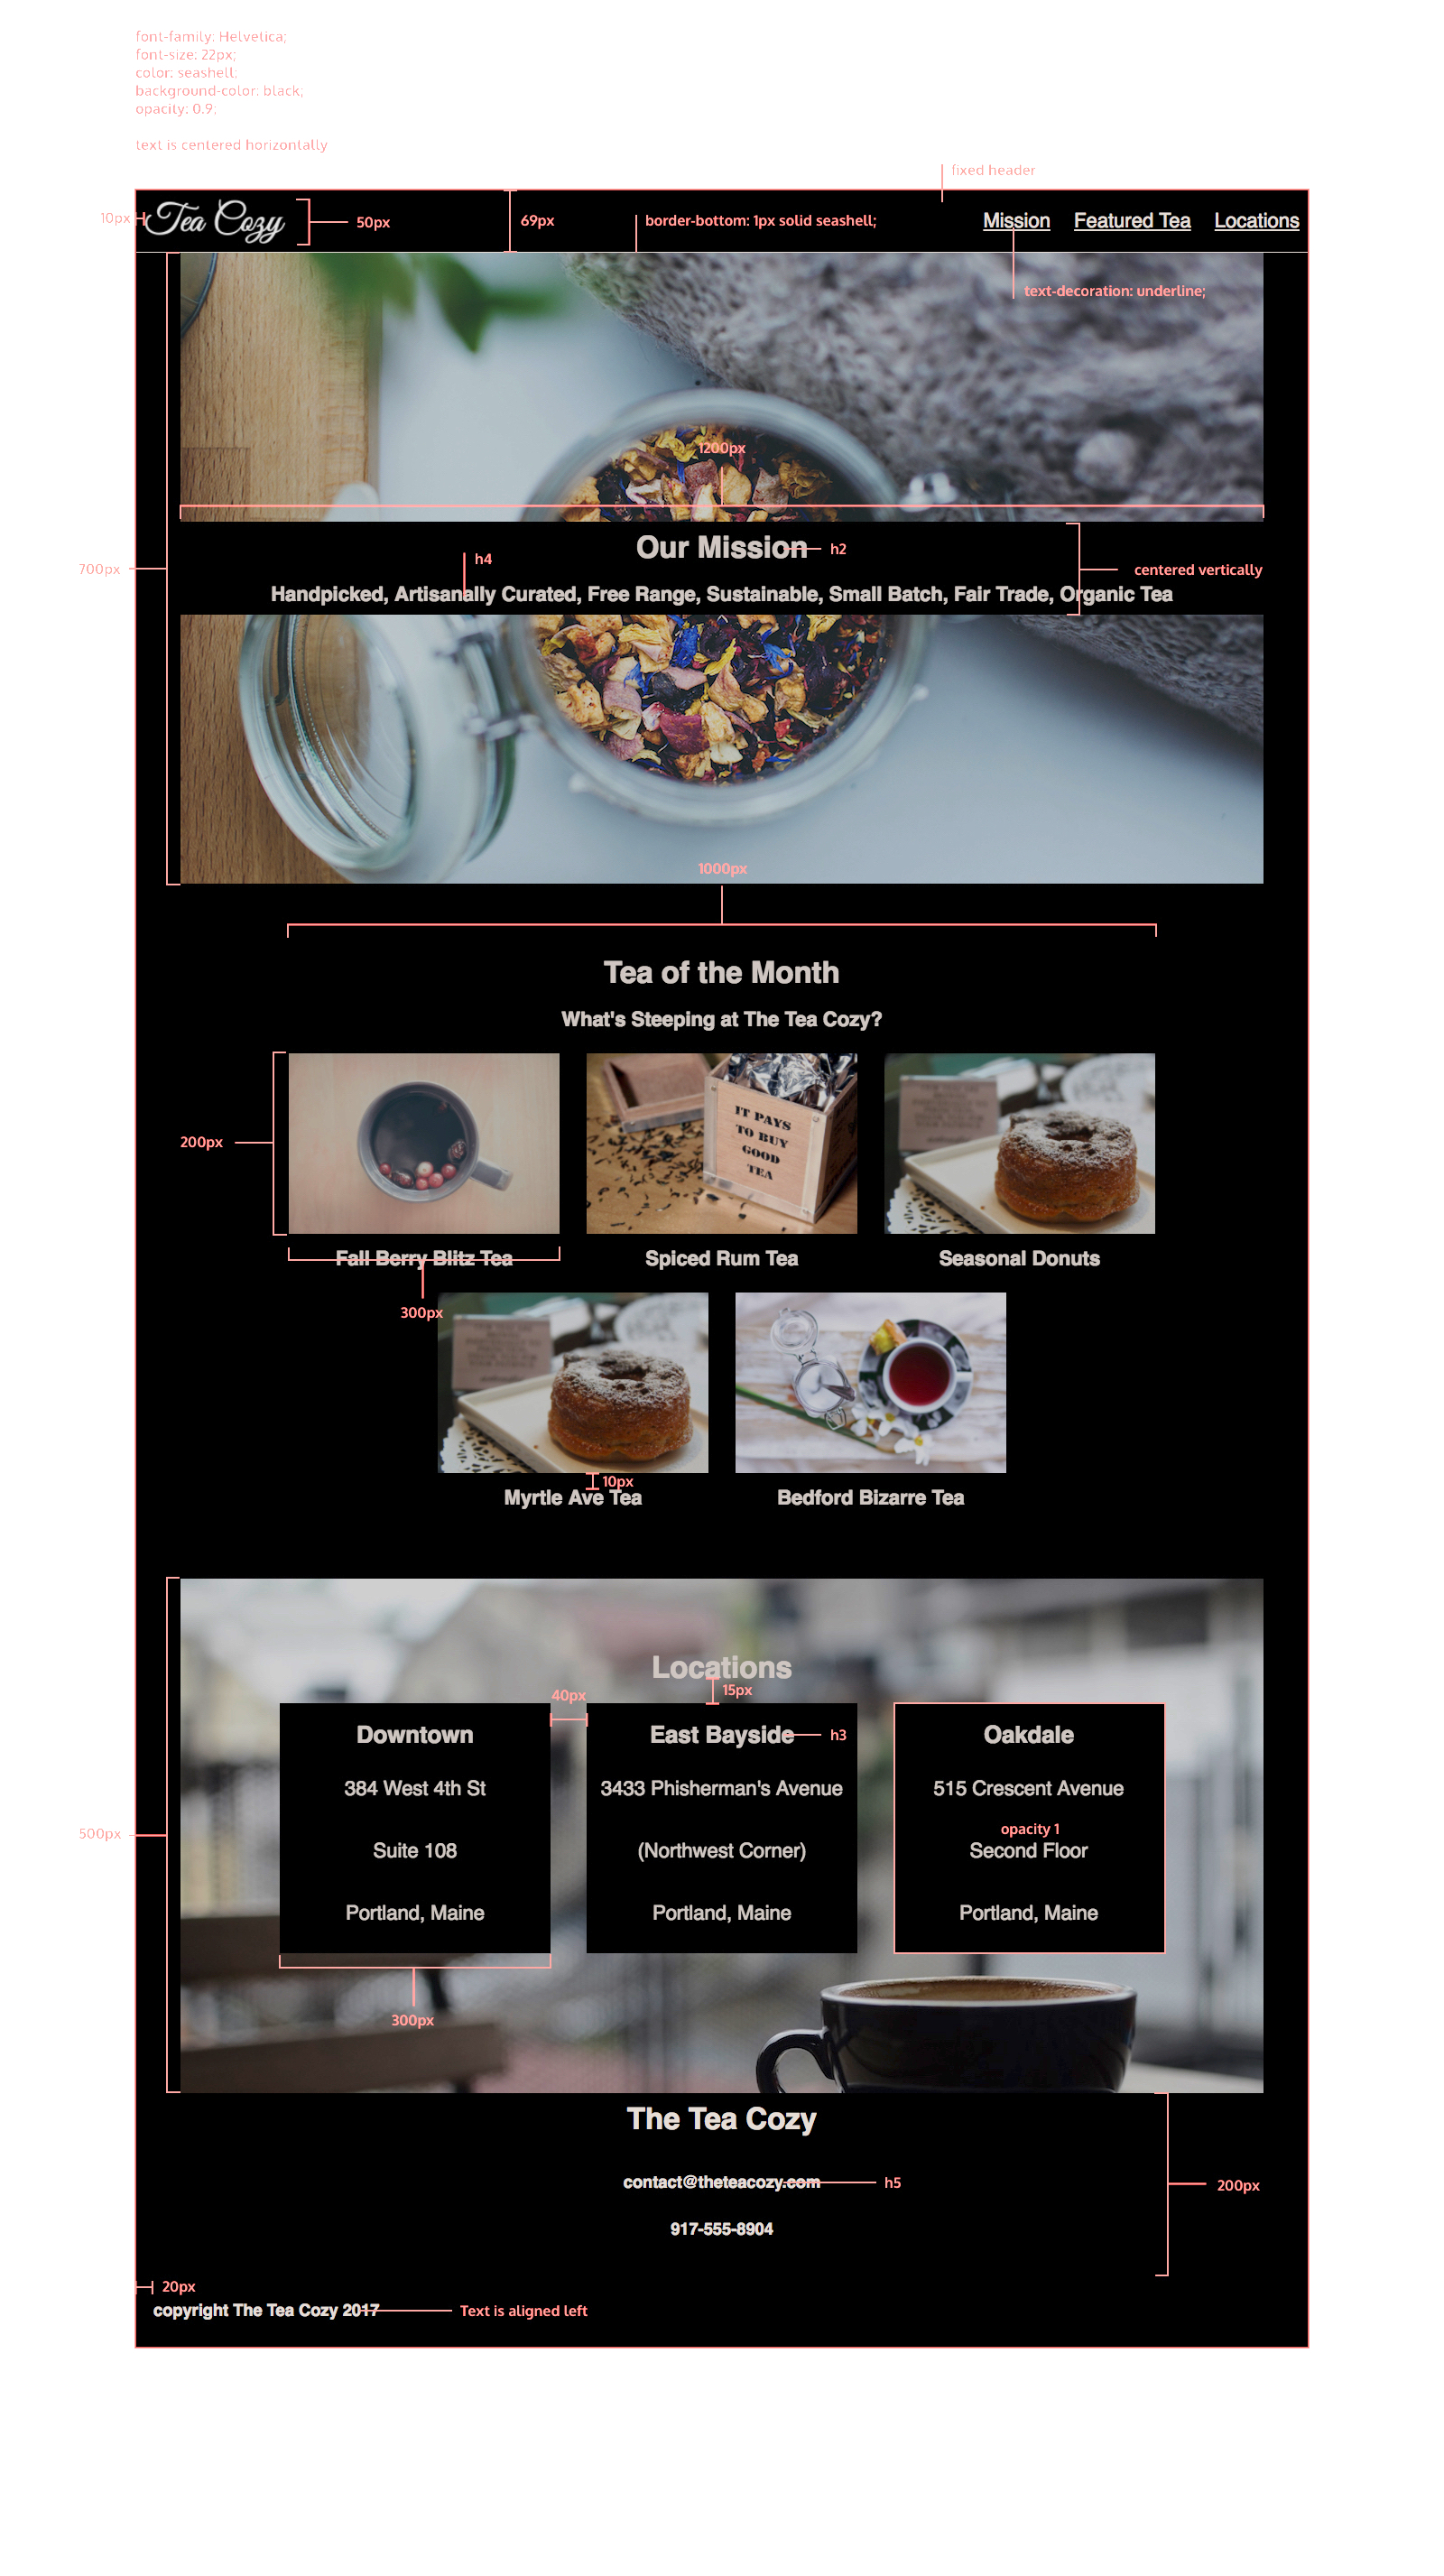 font-family: Helvetica;
font-size: 22px;
color: seashell;
background-color: black;
opacity: 0.9;
text is centered horizontally
fixed header
10px
Tea Cozy
50px
69px
border-bottom: 1px solid seashell;
Mission
Featured Tea
Locations
text-decoration: underline;
1200px
Our Mission
h2
h4
700px
centered vertically
Handpicked, Artisanally Curated, Free Range, Sustainable, Small Batch, Fair Trade, Organic Tea
1000px
Tea of the Month
What's Steeping at The Tea Cozy?
IT PAYS
TO BUY
GOOD
TEA
200px
Fall Berry Blitz Tea
Spiced Rum Tea
Seasonal Donuts
300px
10px
Myrtle Ave Tea
Bedford Bizarre Tea
Locations
15px
40px
Downtown
384 West 4th St
Suite 108
Portland, Maine
East Bayside
h3
3433 Phisherman's Avenue
(Northwest Corner)
Portland, Maine
Oakdale
515 Crescent Avenue
opacity 1
Second Floor
Portland, Maine
500px
300px
The Tea Cozy
contact@theteacozy.com
h5
200px
917-555-8904
20px
copyright The Tea Cozy 2017
Text is aligned left